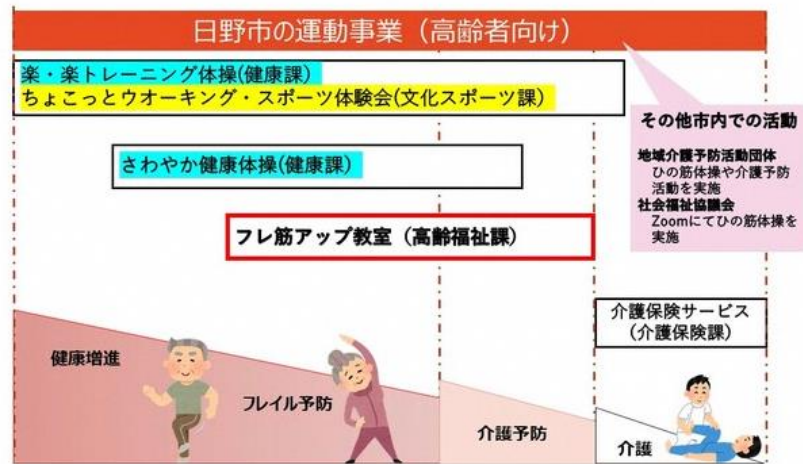 日野市の運動事業（高齢者向け）
楽・楽トレーニング体操(健康課)
ちょこっとウオーキング・スポーツ体験会(文化スポーツ課)
さわやか健康体操(健康課)
フレ筋アップ教室（高齢福祉課）
その他市内での活動
地域介護予防活動団体
ひの筋体操や介護予防
活動を実施
社会福祉協議会
Zoomにてひの筋体操を
実施
介護保険サービス
（介護保険課）
健康増進
フレイル予防
介護予防
介護